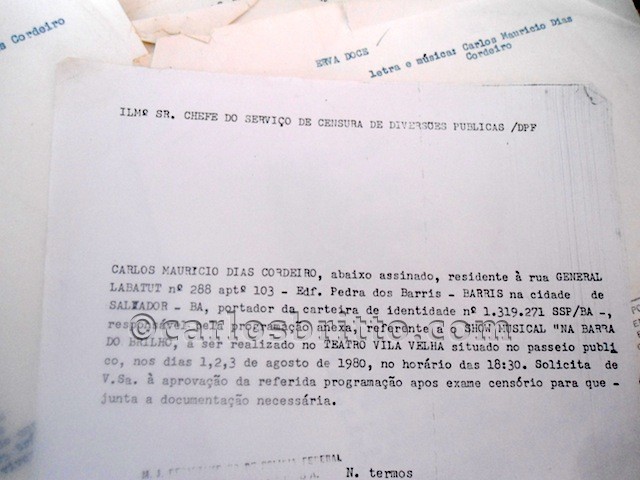 s Cordeiro
ERVA DOCE
letra e música: Carlos Mauricio Dias
Cordeiro
ILMº SR. CHEFE DO SERVIÇO DE CENSURA DE DIVERSÕES PUBLICAS /DPF
CARLOS MAURICIO DIAS CORDEIRO, abaixo assinado, residente à rua GENERAL
LABATUT nº 288 aptº 103 - Edf. Pedra dos Barris - BARRIS na cidade de
SALVADOR - BA, portador da carteira de identidade nº 1.319.271 SSP/BA -,
responsável pela programação anexa, referente a o SHOW MUSICAL "NA BARRA
DO BRILHO, à ser realizado no TEATRO VILA VELHA situado no passeio publi
co, nos dias 1,2,3 de agosto de 1980, no horário das 18:30. Solicita de
V.Sa. à aprovação da referida programação apos exame censório para que -
junta a documentação necessária.
©carlosbritto.com
FEDERAL
N. termos